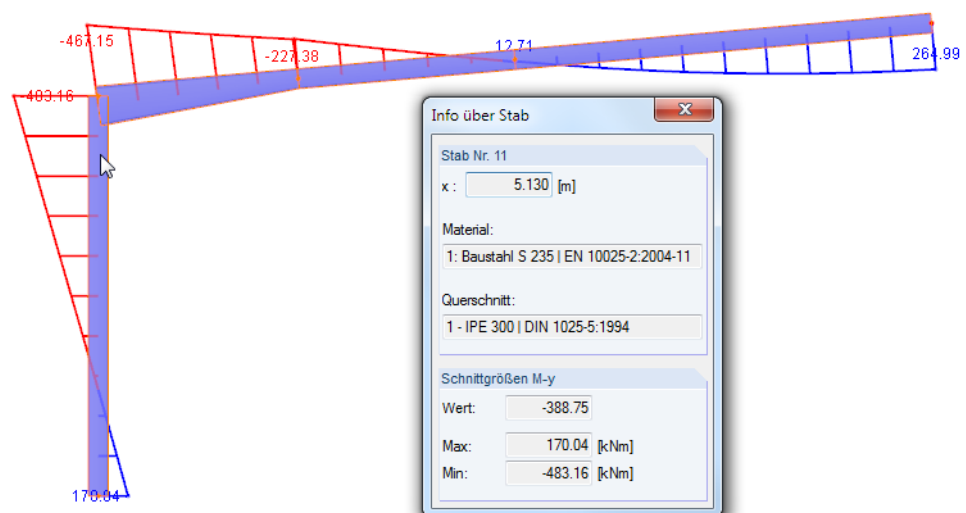 -467.15
-227.38
12.71
264.99
-483.16
170.04
Info über Stab
Stab Nr. 11
x : 5.130 [m]
Material:
1: Baustahl S 235 | EN 10025-2:2004-11
Querschnitt:
1 - IPE 300 | DIN 1025-5:1994
Schnittgrößen M-y
Wert: -388.75
Max: 170.04 [kNm]
Min: -483.16 [kNm]